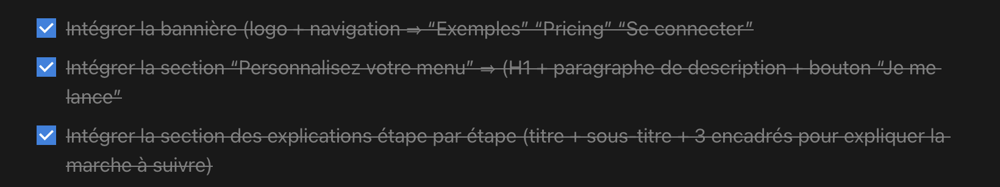 Intégrer la bannière (logo + navigation ⇒ “Exemples” “Pricing” “Se connecter”
Intégrer la section “Personnalisez votre menu” ⇒ (H1 + paragraphe de description + bouton “Je me
lance”
Intégrer la section des explications étape par étape (titre + sous-titre + 3 encadrés pour expliquer la
marche à suivre)